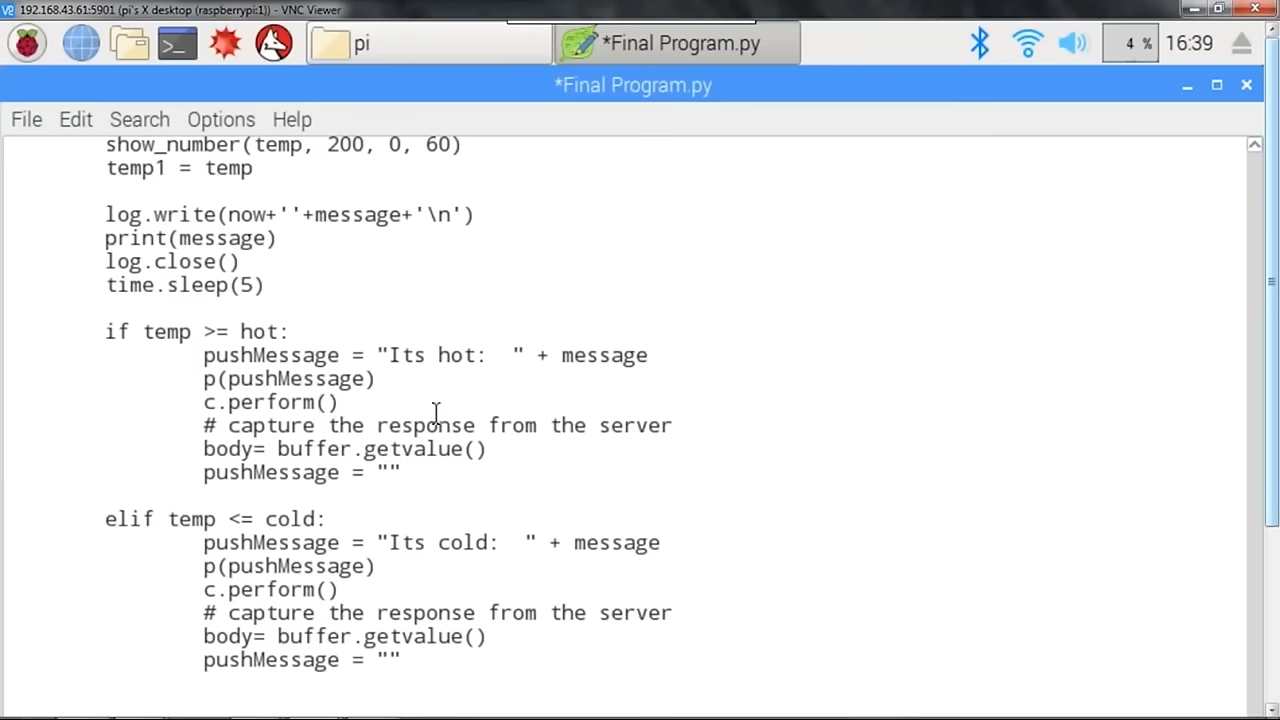 192.168.43.61:5901 (pi's X desktop (raspberrypi:1)) - VNC Viewer
pi
*Final Program.py
4 %
16:39
*Final Program.py
File Edit Search Options Help
show_number(temp, 200, 0, 60)
temp1 = temp
log.write(now+''+message+'\n')
print(message)
log.close()
time.sleep(5)
if temp >= hot:
pushMessage = "Its hot:  " + message
p(pushMessage)
c.perform()
# capture the response from the server
body= buffer.getvalue()
pushMessage = ""
elif temp <= cold:
pushMessage = "Its cold:  " + message
p(pushMessage)
c.perform()
# capture the response from the server
body= buffer.getvalue()
pushMessage = ""